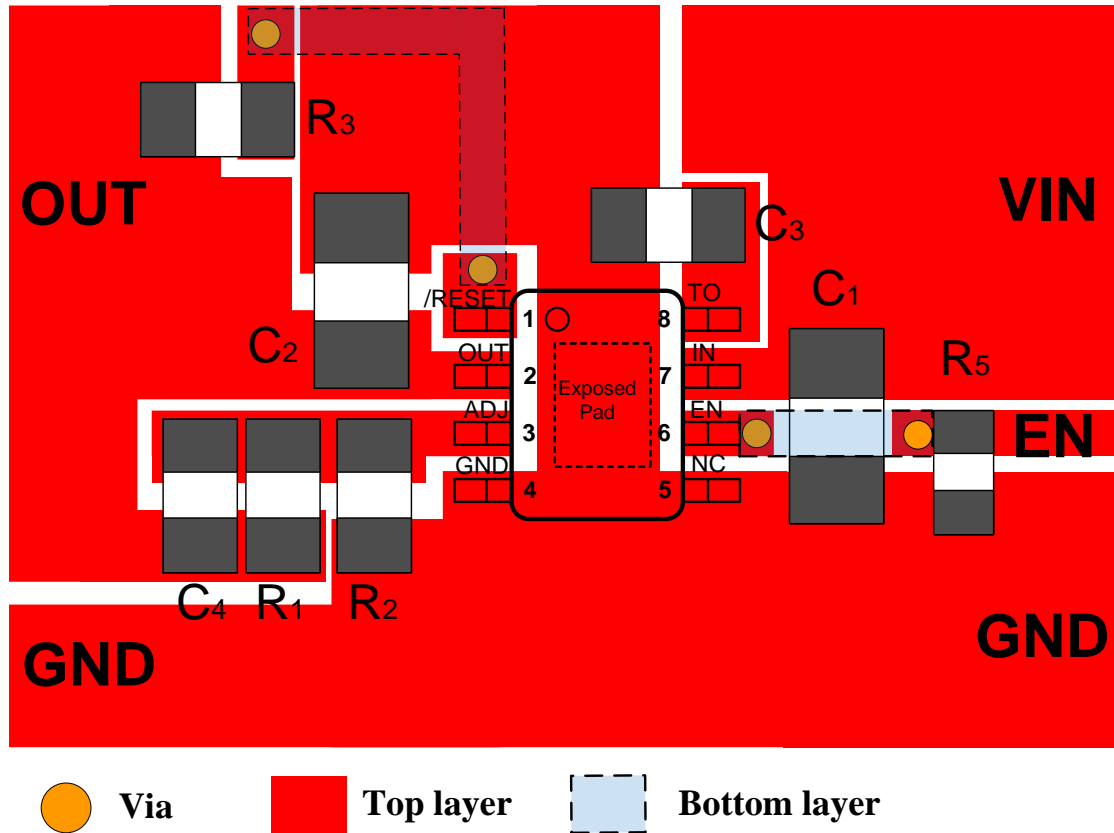 R3
OUT
VIN
C3
/RESET
TO
1
8
C1
C2
OUT
IN
2
7
R5
Exposed
Pad
ADJ
EN
3
6
EN
GND
NC
4
5
C4
R1
R2
GND
GND
Via
Top layer
Bottom layer